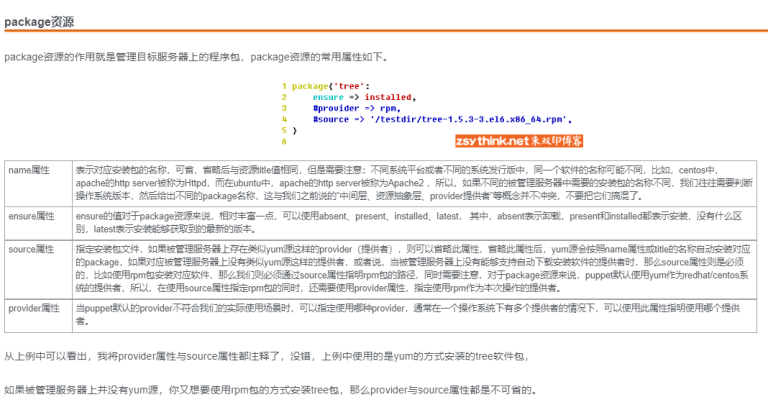 package资源
package资源的作用就是管理目标服务器上的程序包，package资源的常用属性如下。
1 package{'tree':
2 ensure => installed,
3 #provider => rpm,
4 #source => '/testdir/tree-1.5.3-3.el6.x86_64.rpm',
5 }
6
zsythink.net朱双印博客
name属性
表示对应安装包的名称，可省，省略后与资源title值相同，但是需要注意：不同系统平台或者不同的系统发行版中，同一个软件的名称可能不同，比如，centos中，
apache的http server被称为Httpd，而在ubuntu中，apache的http server被称为Apache2 ，所以，如果不同的被管理服务器中需要的安装包的名称不同，我们往往需要判断
操作系统版本，然后给出不同的package名称，这与我们之前说的"中间层、资源抽象层、provider提供者"等概念并不冲突，不要把它们搞混了。
ensure属性
ensure的值对于package资源来说，相对丰富一点，可以使用absent、present、installed、latest， 其中，absent表示卸载，present和installed都表示安装，没有什么区
别，latest表示安装能够获取到的最新的版本。
source属性
指定安装包文件，如果被管理服务器上存在类似yum源这样的provider（提供者），则可以省略此属性，省略此属性后，yum源会按照name属性或title的名称自动安装对应
的package，如果对应被管理服务器上没有类似yum源这样的提供者，或者说，当被管理服务器上没有能够支持自动下载安装软件的提供者时，那么source属性则是必须
的，比如使用rpm包安装对应软件，那么我们则必须通过source属性指明rpm包的路径，同时需要注意，对于package资源来说，puppet默认使用yum作为redhat/centos系
统的提供者，所以，在使用source属性指定rpm包的同时，还需要使用provider属性，指定使用rpm作为本次操作的提供者。
provider属性
当puppet默认的provider不符合我们的实际使用场景时，可以指定使用哪种provider，通常在一个操作系统下有多个提供者的情况下，可以使用此属性指明使用哪个提供
者。
从上例中可以看出，我将provider属性与source属性都注释了，没错，上例中使用的是yum的方式安装的tree软件包，
如果被管理服务器上并没有yum源，你又想要使用rpm包的方式安装tree包，那么provider与source属性都是不可省的。